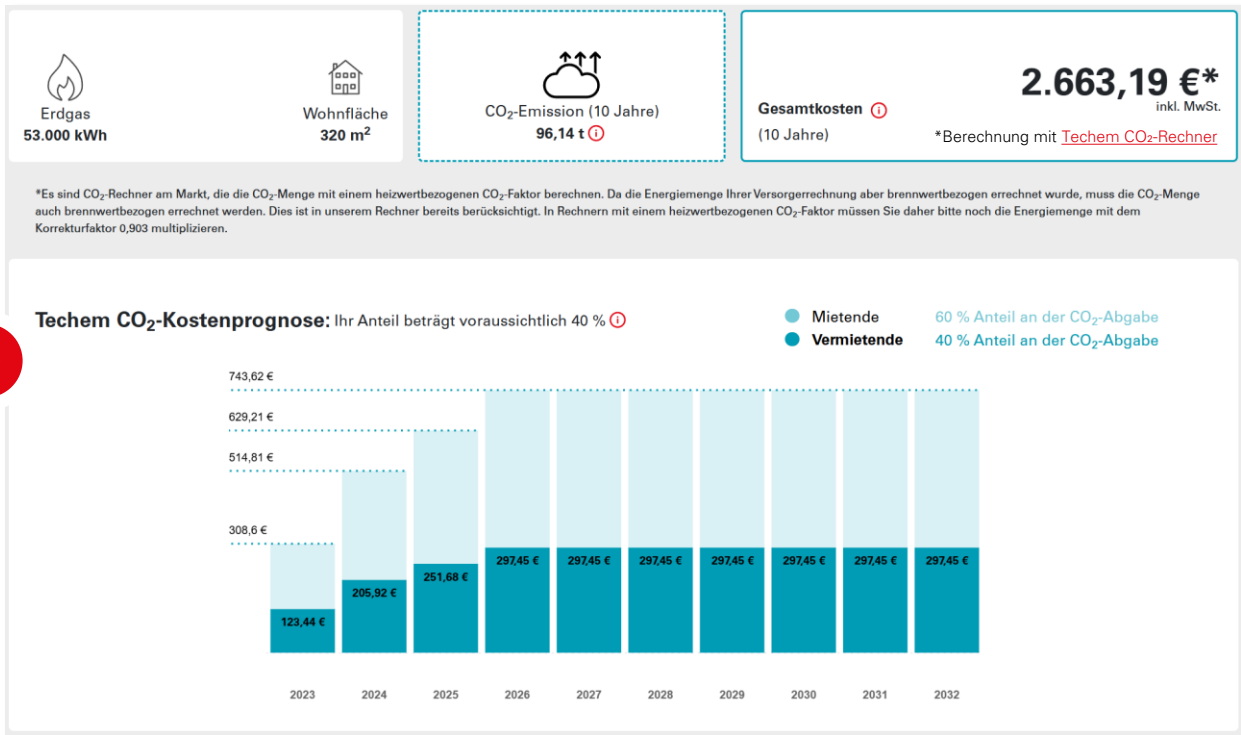 Erdgas
53.000 kWh
Wohnfläche
320 m²
CO₂-Emission (10 Jahre)
96,14 t
Gesamtkosten
(10 Jahre)
2.663,19 €*
inkl. MwSt.
*Berechnung mit Techem CO₂-Rechner
*Es sind CO₂-Rechner am Markt, die die CO₂-Menge mit einem heizwertbezogenen CO₂-Faktor berechnen. Da die Energiemenge Ihrer Versorgerrechnung aber brennwertbezogen errechnet wurde, muss die CO₂-Menge
auch brennwertbezogen errechnet werden. Dies ist in unserem Rechner bereits berücksichtigt. In Rechnern mit einem heizwertbezogenen CO₂-Faktor müssen Sie daher bitte noch die Energiemenge mit dem
Korrekturfaktor 0,903 multiplizieren.
Techem CO₂-Kostenprognose: Ihr Anteil beträgt voraussichtlich 40 %
Mietende 60 % Anteil an der CO₂-Abgabe
Vermietende 40 % Anteil an der CO₂-Abgabe
743,62 €
629,21 €
514,81 €
308,6 €
123,44 € 205,92 € 251,68 € 297,45 € 297,45 € 297,45 € 297,45 € 297,45 € 297,45 € 297,45 €
2023 2024 2025 2026 2027 2028 2029 2030 2031 2032